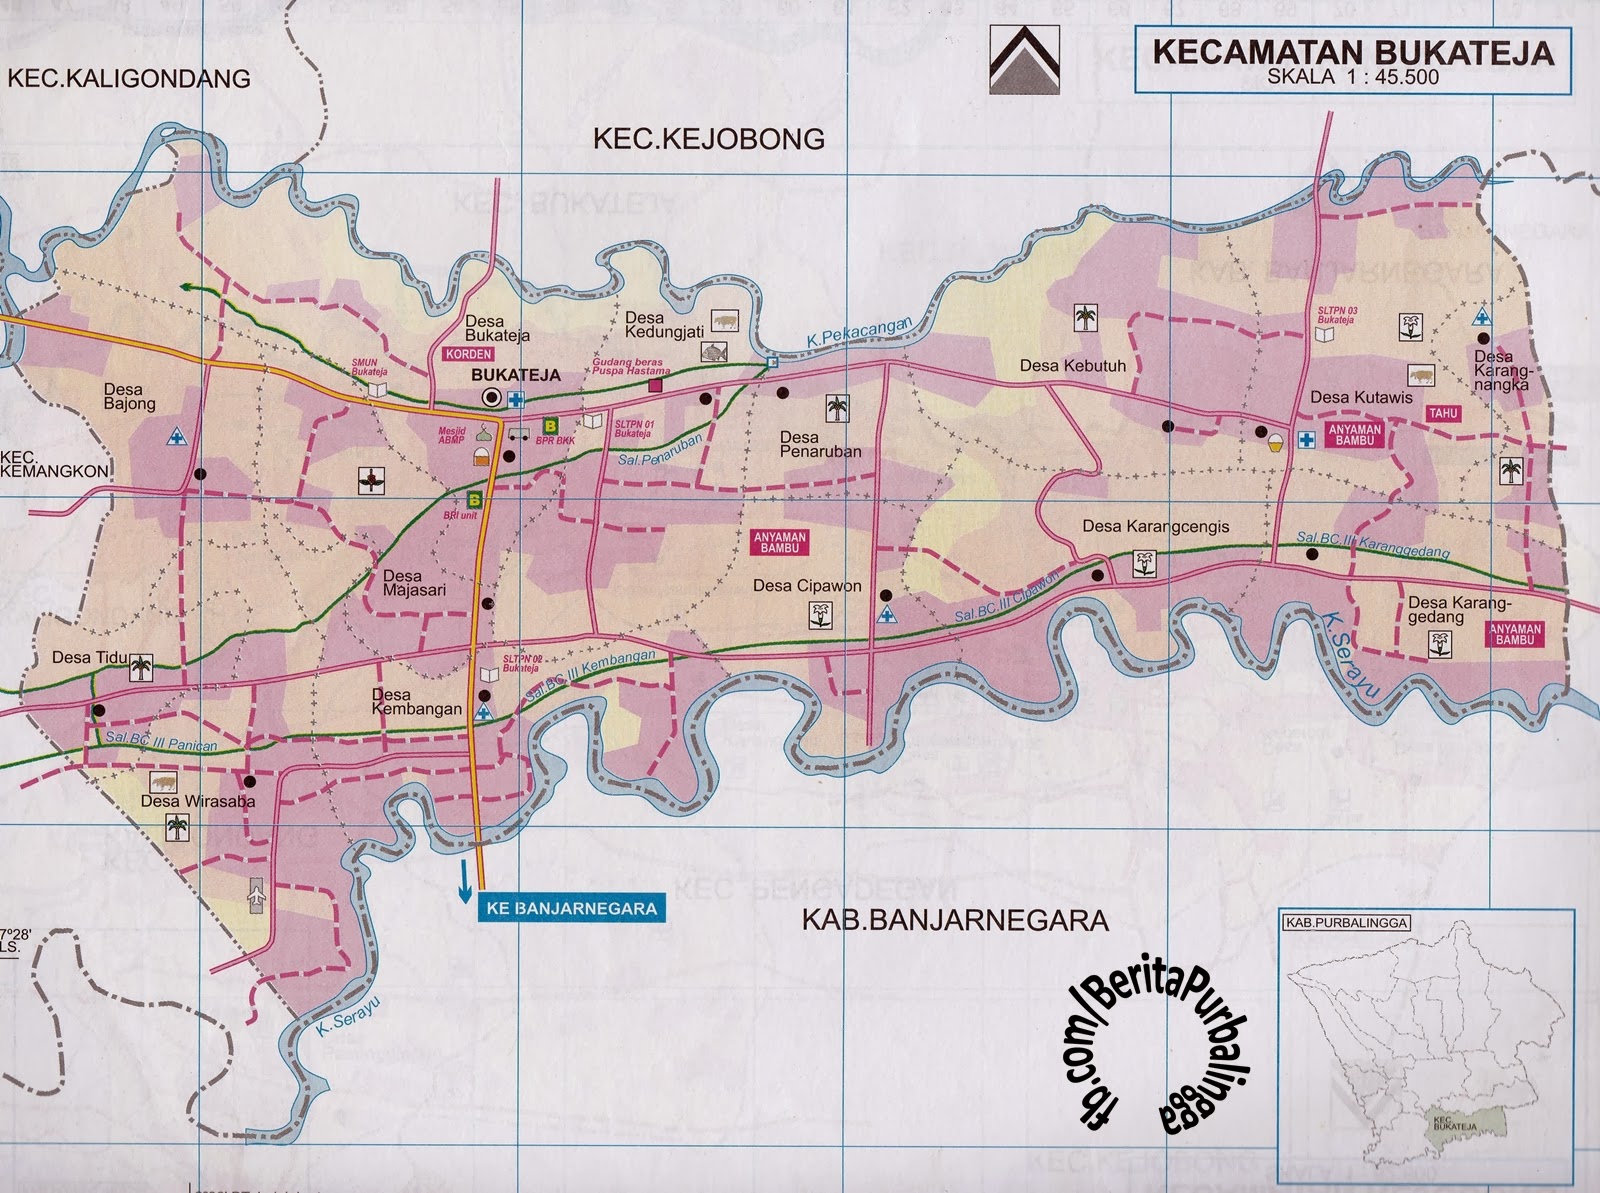 KECAMATAN BUKATEJA
SKALA 1 : 45.500
KEC.KALIGONDANG
KEC.KEJOBONG
K.Pekacangan
SLTPN 03
Bukateja
Desa
Bukateja
KORDEN
BUKATEJA
Desa
Kedungjati
Gudang beras
Puspa Hastama
SMUN
Bukateja
Desa
Bajong
Desa Kebutuh
Desa
Karang-
nangka
Desa Kutawis
TAHU
ANYAMAN
BAMBU
Mesjid
ABMP
B
BPR BKK
SLTPN 01
Bukateja
Sal.Penaruban
Desa
Penaruban
KEC.
KEMANGKON
B
BRI unit
ANYAMAN
BAMBU
Desa Karangcengis
Sal.BC.III Karanggedang
Desa
Majasari
Desa Cipawon
Sal.BC.III Cipawon
Desa Karang-
gedang
ANYAMAN
BAMBU
K.Serayu
Desa Tidu
SLTPN 02
Bukateja
Sal.BC.III Kembangan
Desa
Kembangan
Sal.BC III Panican
Desa Wirasaba
KE BANJARNEGARA
KAB.BANJARNEGARA
7°28'
LS.
K.Serayu
fb.com/BeritaPurbalingga
KAB.PURBALINGGA
KEC.
BUKATEJA